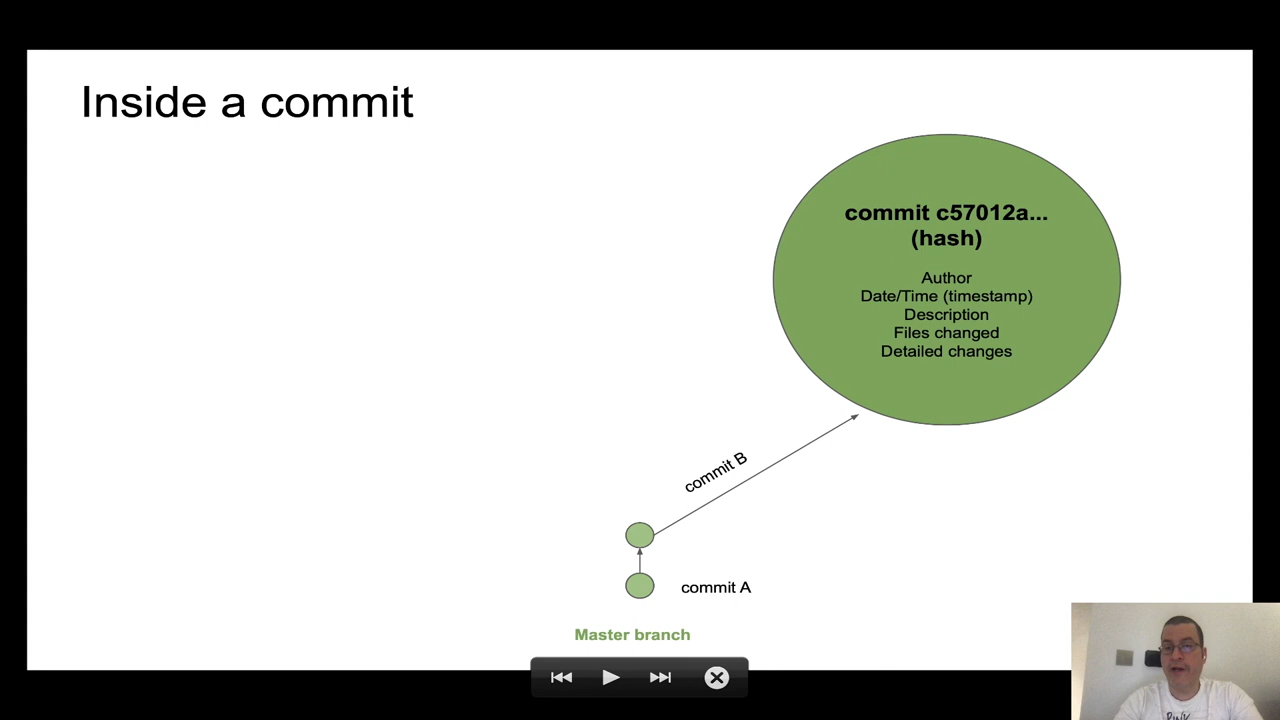 Inside a commit
commit c57012a...
(hash)
Author
Date/Time (timestamp)
Description
Files changed
Detailed changes
commit B
commit A
Master branch